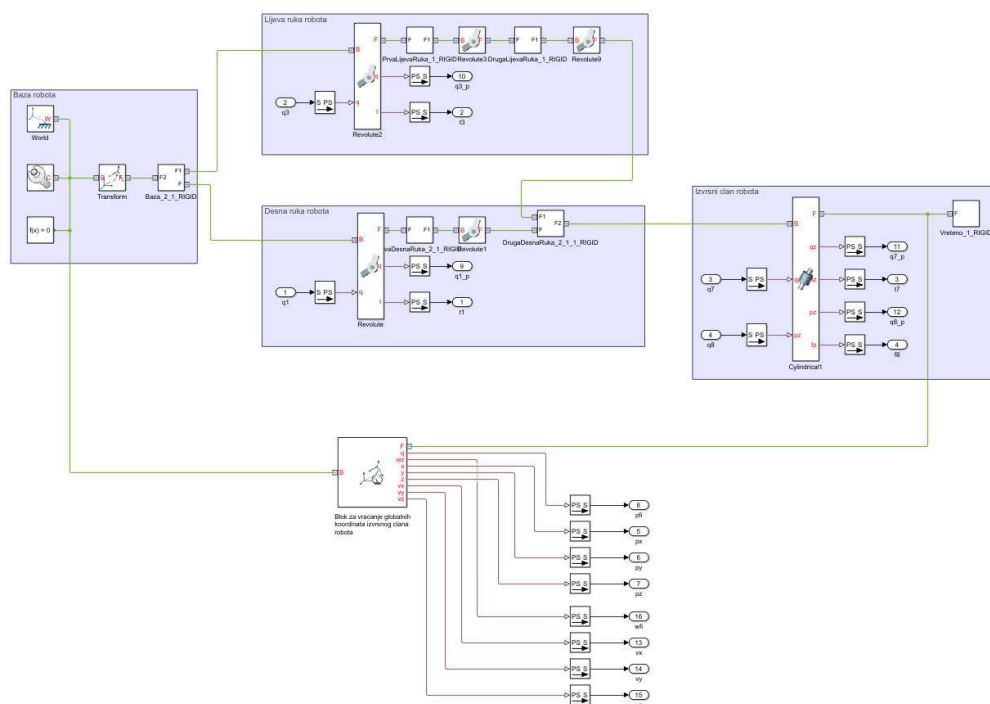 Lijeva ruka robota
B
F
q
t
F
F1
PrvaLijevaRuka_1_RIGID
B
F
Revolute3
F
F1
DrugaLijevaRuka_1_RIGID
B
F
Revolute9
PS S
10
q3_p
2
q3
S PS
PS S
2
t3
Revolute2
Baza robota
W
World
C
f(x) = 0
B
F
Transform
F2
F1
F
Baza_2_1_RIGID
Desna ruka robota
B
F
q
t
F
F1
vaDesnaRuka_2_1_RIGID
B
F
Revolute1
F1
F
F2
DrugaDesnaRuka_2_1_1_RIGID
PS S
9
q1_p
1
q1
S PS
PS S
1
t1
Revolute
Izvrsni clan robota
B
F
F
Vreteno_1_RIGID
qz
PS S
11
q7_p
3
q7
S PS
PS S
3
t7
pz
PS S
12
q8_p
4
q8
S PS
pz
fz
PS S
4
f8
Cylindrical1
B
F
q
wz
x
y
z
vx
vy
vz
Blok za vracanje globalnih
koordinata izvrsnog clana
robota
PS S
8
pfi
PS S
5
px
PS S
6
py
PS S
7
pz
PS S
16
wfi
PS S
13
vx
PS S
14
vy
PS S
15